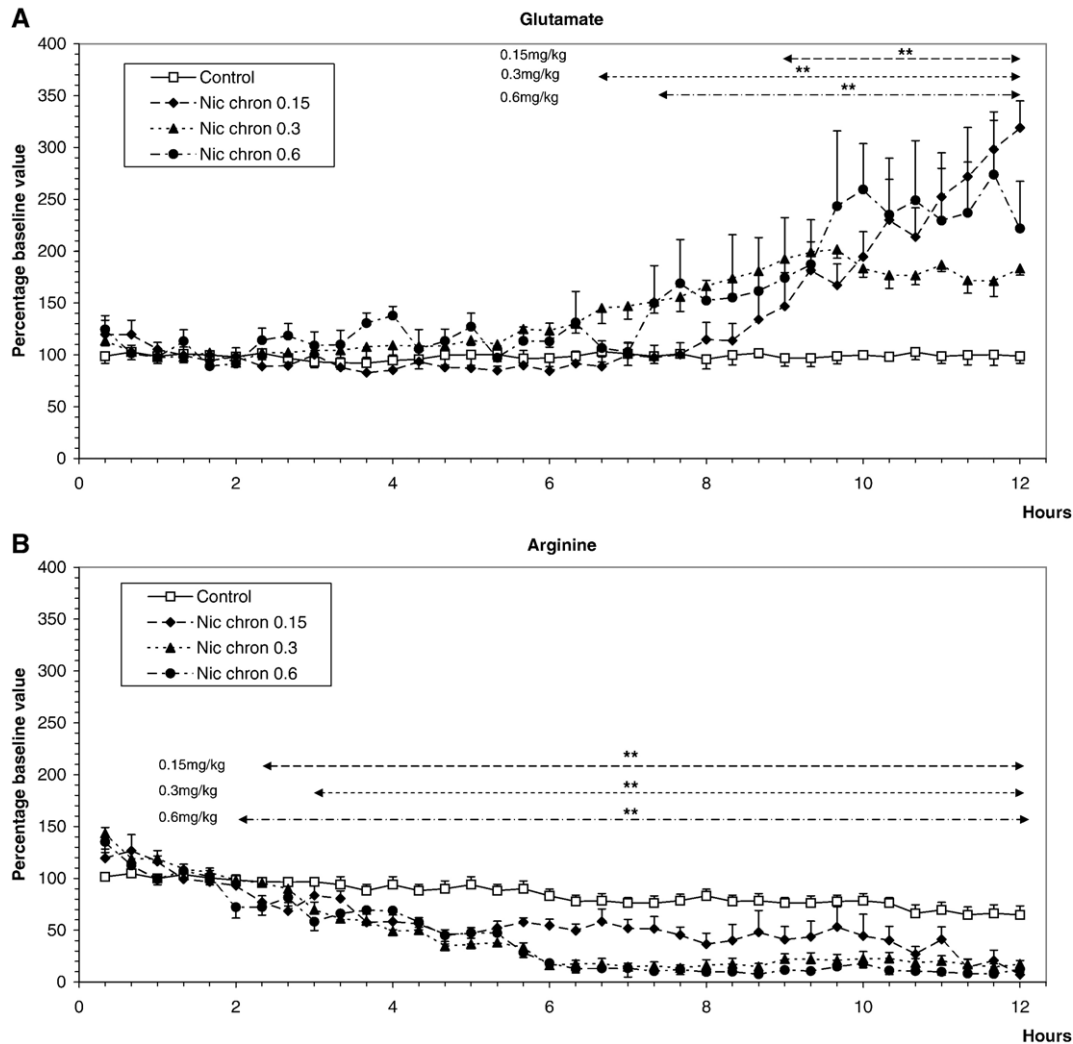 A
Glutamate
400
350
300
250
200
150
100
50
0
Percentage baseline value
Control
Nic chron 0.15
Nic chron 0.3
Nic chron 0.6
0.15mg/kg
**
0.3mg/kg
**
0.6mg/kg
**
0 2 4 6 8 10 12
Hours
B
Arginine
400
350
300
250
200
150
100
50
0
Percentage baseline value
Control
Nic chron 0.15
Nic chron 0.3
Nic chron 0.6
0.15mg/kg
**
0.3mg/kg
**
0.6mg/kg
**
0 2 4 6 8 10 12
Hours